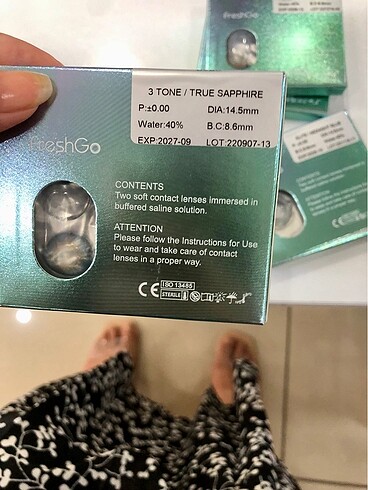 FreshGo
3 TONE / TRUE SAPPHIRE
P:±0.00 DIA:14.5mm
Water:40% B.C:8.6mm
EXP:2027-09 LOT:220907-13
FreshGo
CONTENTS
Two soft contact lenses immersed in
buffered saline solution.
ATTENTION
Please follow the Instructions for Use
to wear and take care of contact
lenses in a proper way.
CE ISO 13485
STERILE